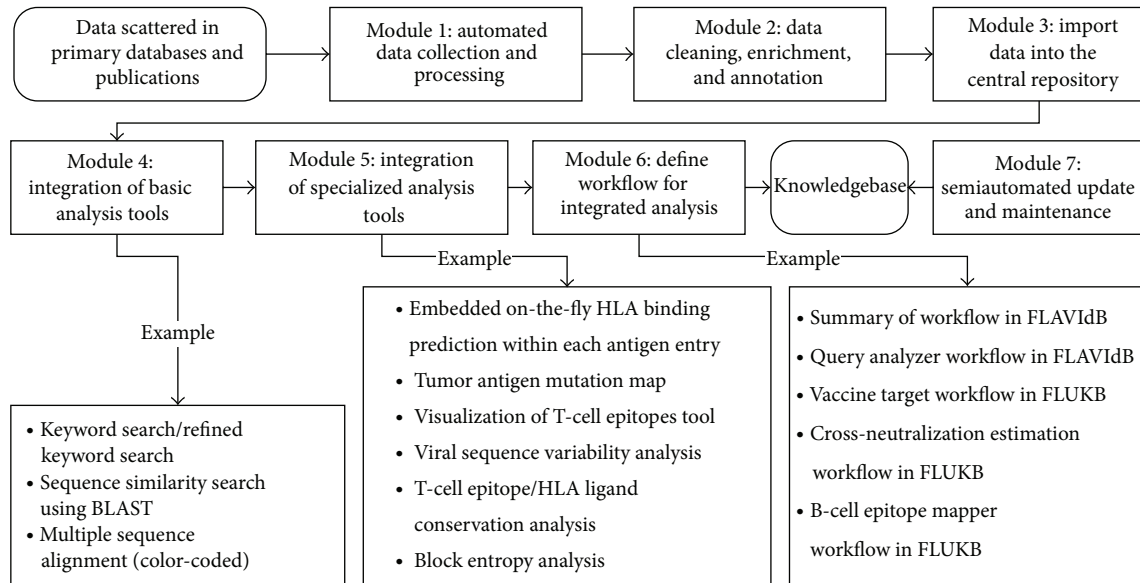 Data scattered in
primary databases and
publications
Module 1: automated
data collection and
processing
Module 2: data
cleaning, enrichment,
and annotation
Module 3: import
data into the
central repository
Module 4:
integration of basic
analysis tools
Module 5: integration
of specialized analysis
tools
Module 6: define
workflow for
integrated analysis
Knowledgebase
Module 7:
semiautomated update
and maintenance
Example
Example
Example
• Keyword search/refined
keyword search
• Sequence similarity search
using BLAST
• Multiple sequence
alignment (color-coded)
• Embedded on-the-fly HLA binding
prediction within each antigen entry
• Tumor antigen mutation map
• Visualization of T-cell epitopes tool
• Viral sequence variability analysis
• T-cell epitope/HLA ligand
conservation analysis
• Block entropy analysis
• Summary of workflow in FLAVIdB
• Query analyzer workflow in FLAVIdB
• Vaccine target workflow in FLUKB
• Cross-neutralization estimation
workflow in FLUKB
• B-cell epitope mapper
workflow in FLUKB